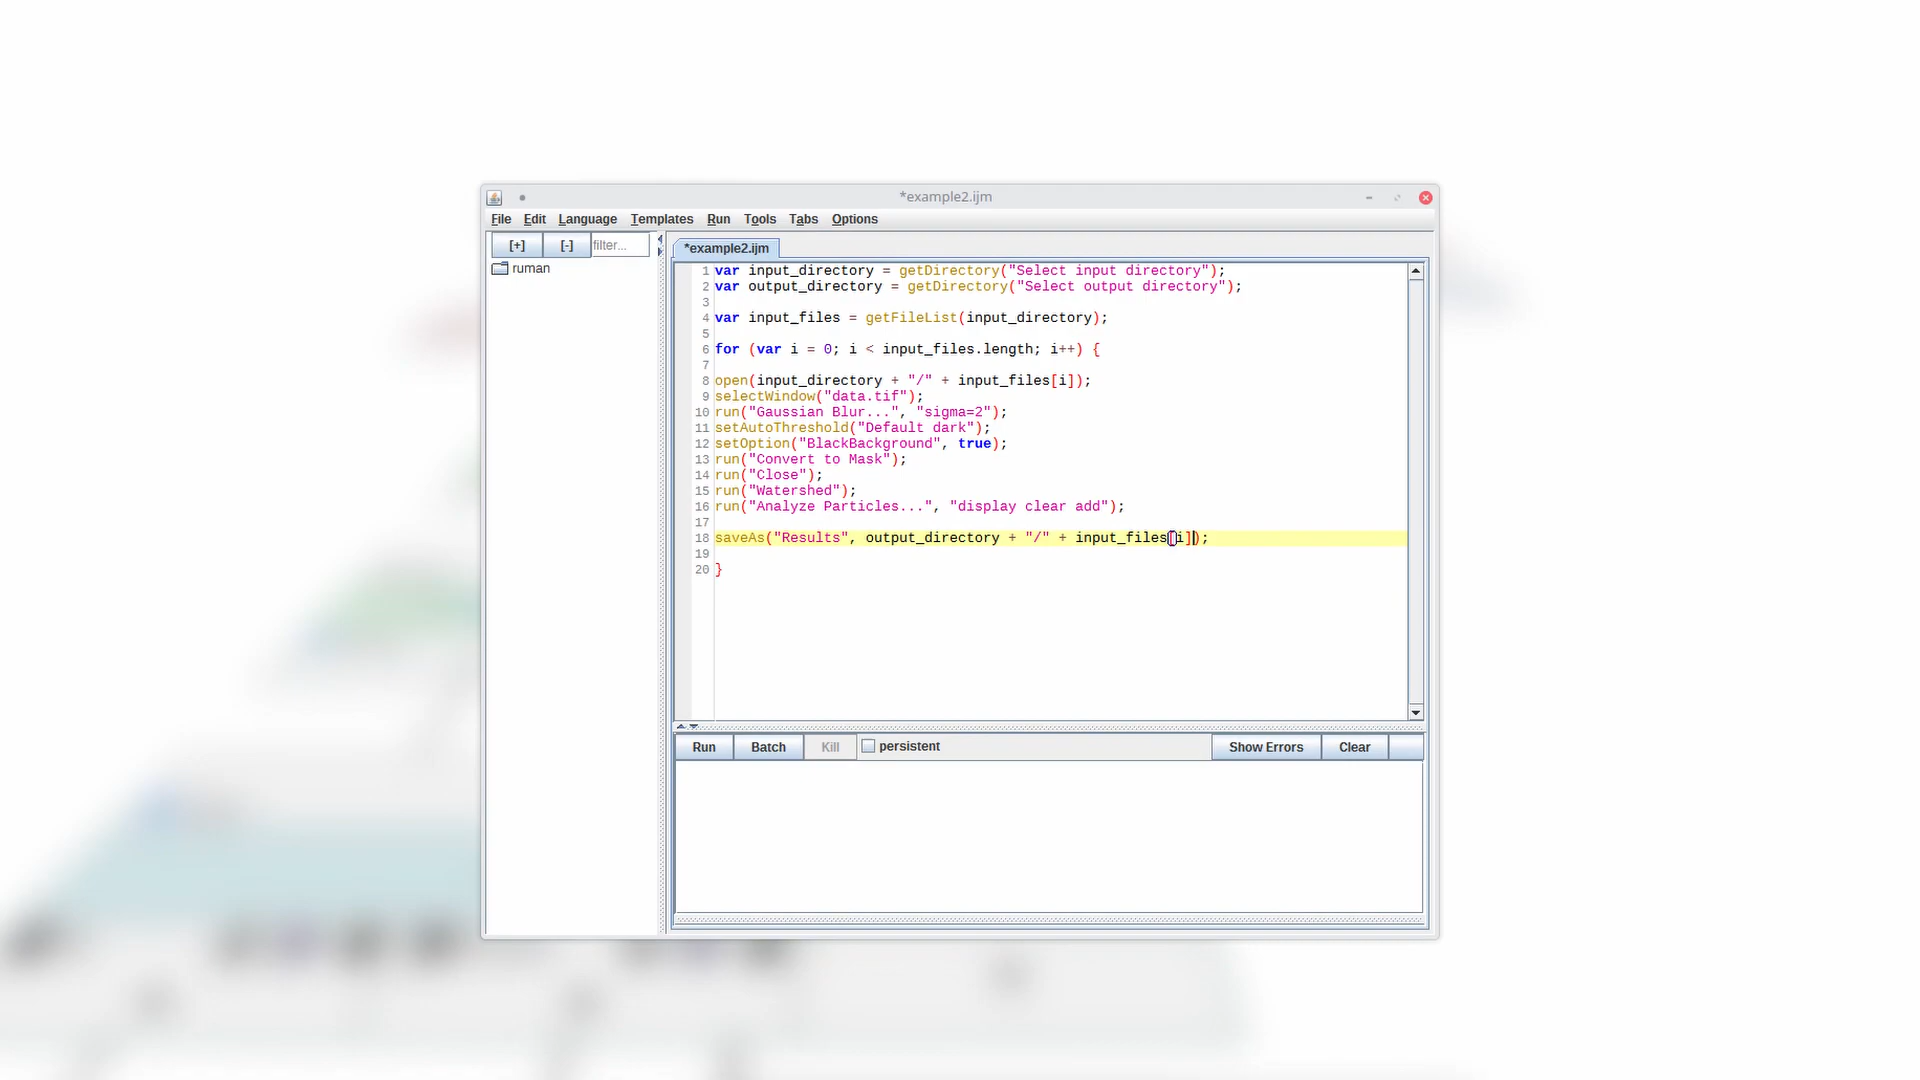 *example2.ijm
File Edit Language Templates Run Tools Tabs Options
[+] [-] filter...
ruman
*example2.ijm
1 var input_directory = getDirectory("Select input directory");
2 var output_directory = getDirectory("Select output directory");
3
4 var input_files = getFileList(input_directory);
5
6 for (var i = 0; i < input_files.length; i++) {
7
8 open(input_directory + "/" + input_files[i]);
9 selectWindow("data.tif");
10 run("Gaussian Blur...", "sigma=2");
11 setAutoThreshold("Default dark");
12 setOption("BlackBackground", true);
13 run("Convert to Mask");
14 run("Close");
15 run("Watershed");
16 run("Analyze Particles...", "display clear add");
17
18 saveAs("Results", output_directory + "/" + input_files[i]);
19
20 }
Run Batch Kill persistent Show Errors Clear